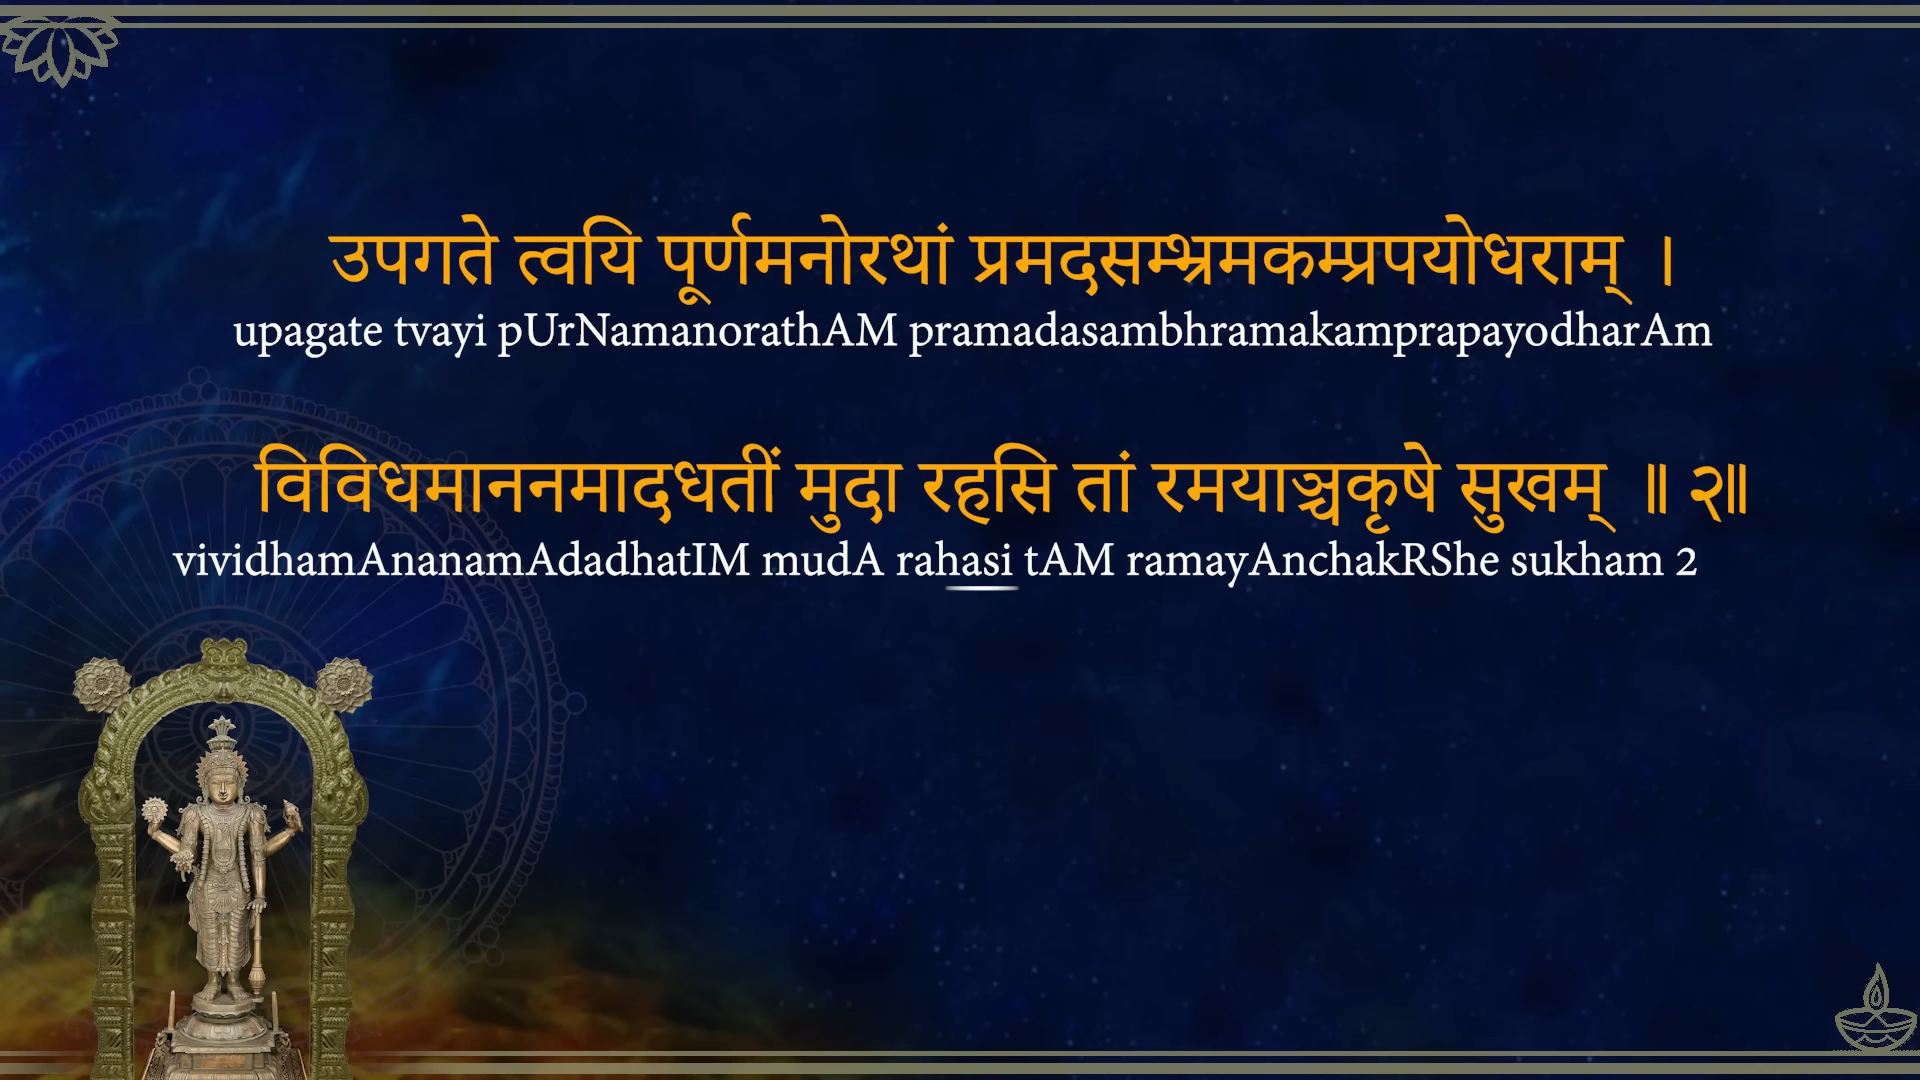 उपगते त्वयि पूर्णमनोरथां प्रमदसम्भ्रमकम्प्रपयोधराम् ।
upagate tvayi pUrNamanorathAM pramadasambhramakamprapayodharAm
विविधमाननमादधतीं मुदा रहसि तां रमयाञ्चकृषे सुखम् ॥ २॥
vividhamAnanamAdadhatIM mudA rahasi tAM ramayAnchakRShe sukham 2